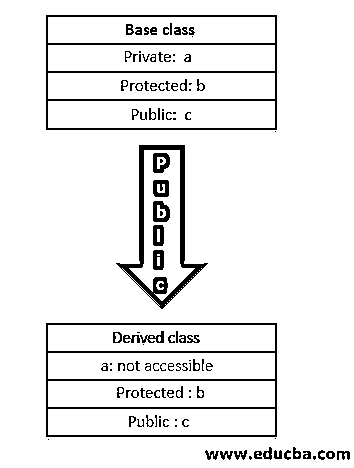 Base class
Private: a
Protected: b
Public: c
Public
Derived class
a: not accessible
Protected : b
Public : c
www.educba.com